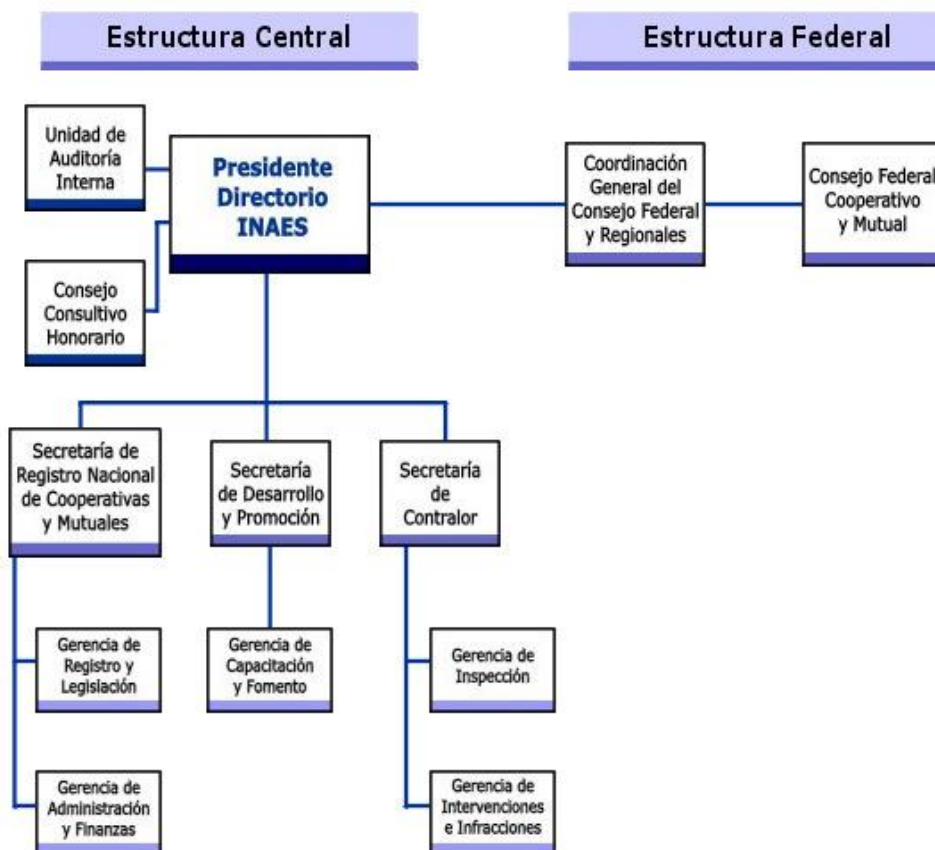 Estructura Central
Estructura Federal
Unidad de
Auditoría
Interna
Presidente
Directorio
INAES
Coordinación
General del
Consejo Federal
y Regionales
Consejo Federal
Cooperativo
y Mutual
Consejo
Consultivo
Honorario
Secretaría de
Registro Nacional
de Cooperativas
y Mutuales
Secretaría
de Desarrollo
y Promoción
Secretaría
de
Contralor
Gerencia de
Registro y
Legislación
Gerencia de
Capacitación
y Fomento
Gerencia de
Inspección
Gerencia de
Administración
y Finanzas
Gerencia de
Intervenciones
e Infracciones